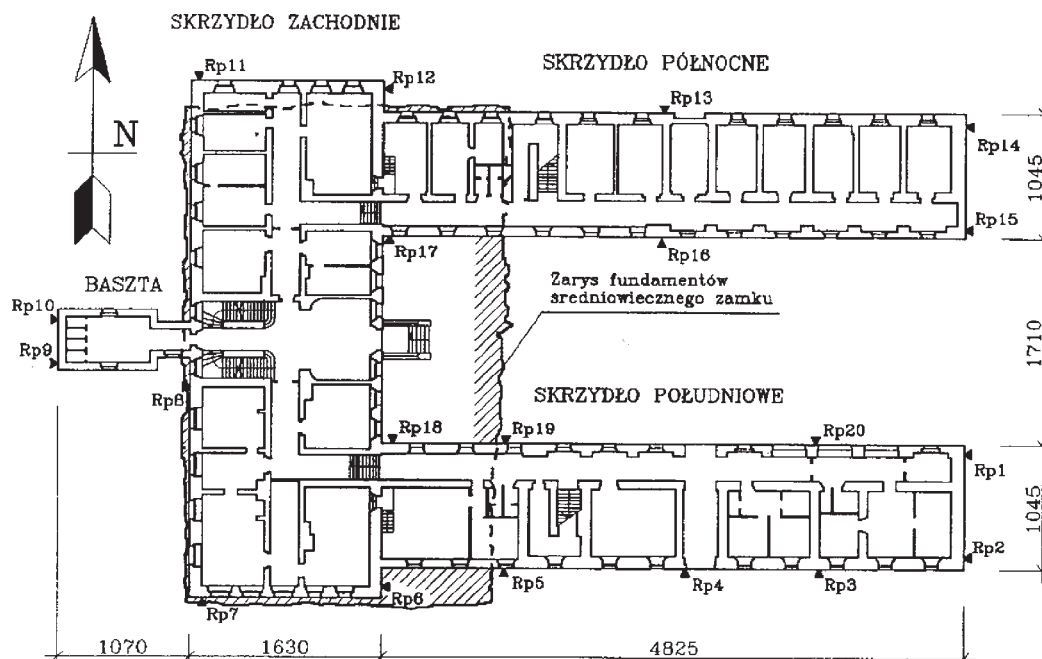 SKRZYDŁO ZACHODNIE
Rp11
Rp12
SKRZYDŁO PÓŁNOCNE
Rp13
N
Rp14
1045
Rp15
Rp17
Rp16
BASZTA
Zarys fundamentów
średniowiecznego zamku
Rp10
1710
Rp9
Rp8
SKRZYDŁO POŁUDNIOWE
Rp18
Rp19
Rp20
Rp1
1045
Rp2
Rp5
Rp4
Rp3
Rp6
Rp7
1070
1630
4825